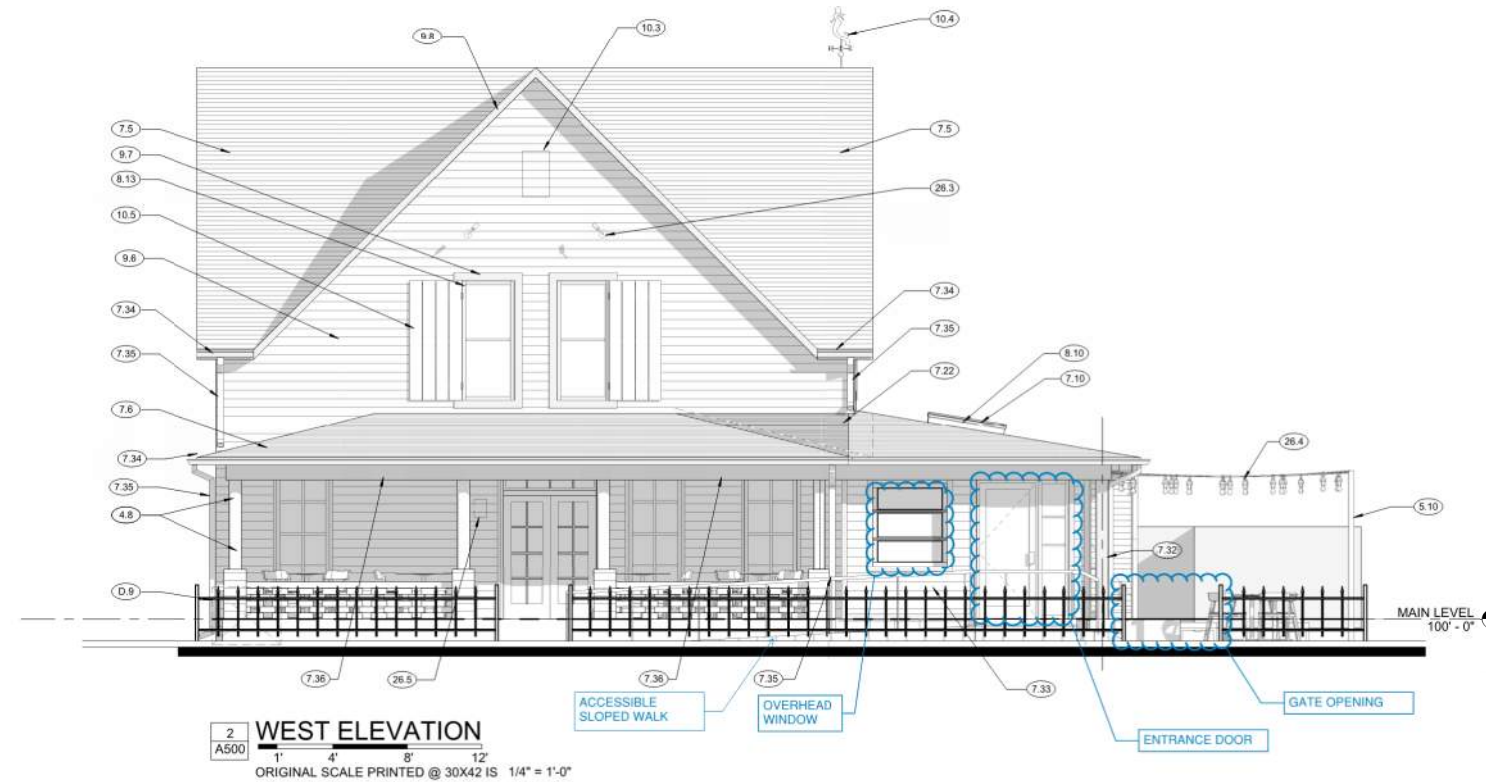 10.4
10.3
9.8
7.5
7.5
9.7
8.13
26.3
10.5
9.6
7.34
7.34
7.35
7.35
8.10
7.22
7.10
7.6
26.4
7.34
7.35
4.8
5.10
7.32
D.9
MAIN LEVEL
100' - 0"
7.36
26.5
7.36
7.35
7.33
ACCESSIBLE
SLOPED WALK
OVERHEAD
WINDOW
GATE OPENING
ENTRANCE DOOR
2
A500
WEST ELEVATION
1' 4' 8' 12'
ORIGINAL SCALE PRINTED @ 30X42 IS 1/4" = 1'-0"